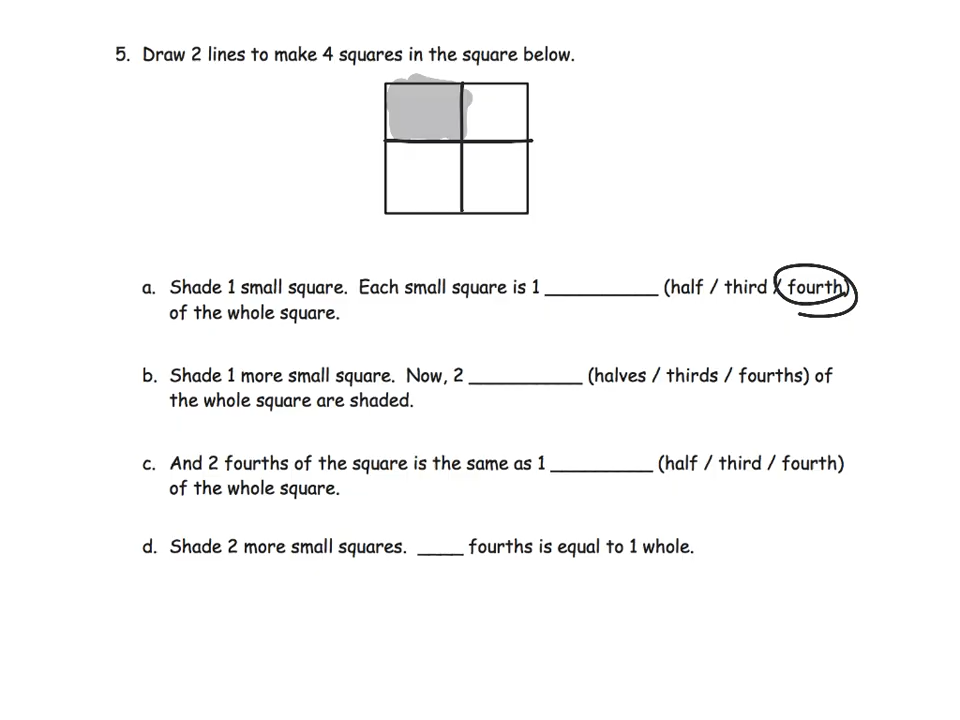 5. Draw 2 lines to make 4 squares in the square below.
a. Shade 1 small square. Each small square is 1 ___________ (half / third / fourth)
of the whole square.
b. Shade 1 more small square. Now, 2 ___________ (halves / thirds / fourths) of
the whole square are shaded.
c. And 2 fourths of the square is the same as 1 __________ (half / third / fourth)
of the whole square.
d. Shade 2 more small squares. ____ fourths is equal to 1 whole.